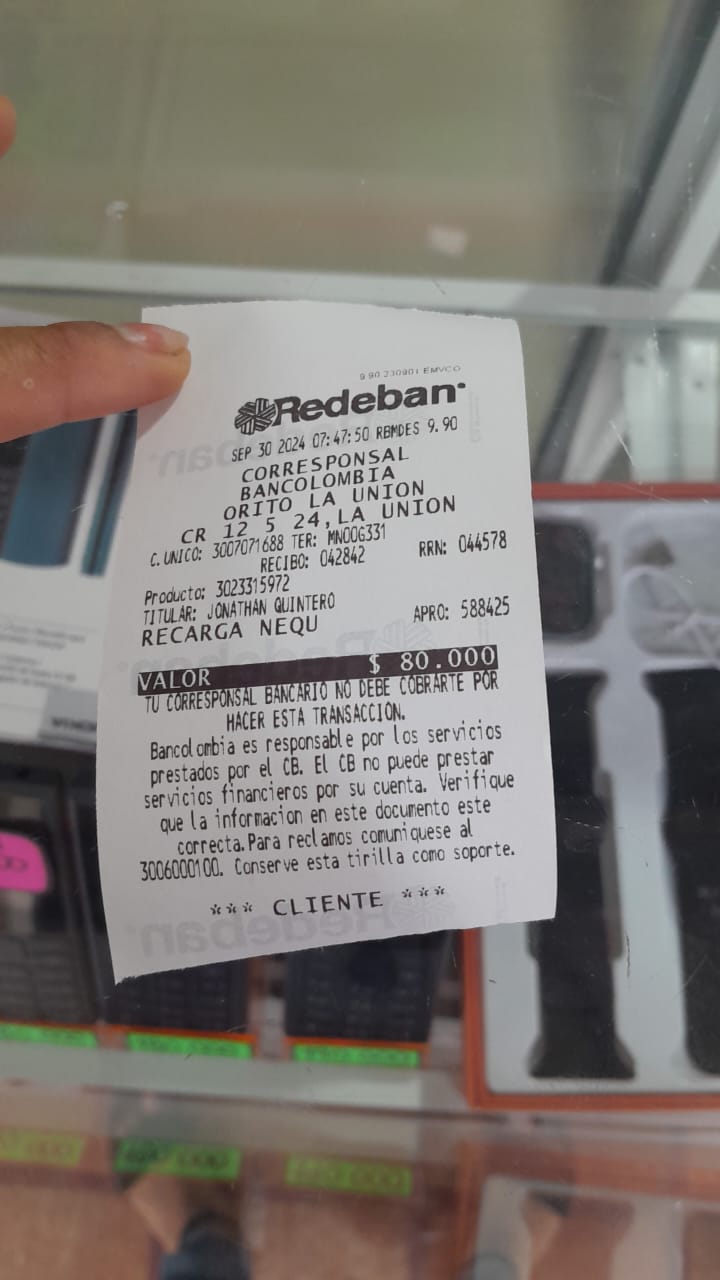 9 90 230901 EMVCO
Redeban
SEP 30 2024 07:47:50 RBMDES 9.90
CORRESPONSAL
BANCOLOMBIA
ORITO LA UNION
CR 12 5 24, LA UNION
C. UNICO: 3007071688 TER: MN00G331
RECIBO: 042842 RRN: 044578
Producto: 3023315972
TITULAR: JONATHAN QUINTERO
RECARGA NEQU APRO: 588425
VALOR $ 80.000
TU CORRESPONSAL BANCARIO NO DEBE COBRARTE POR
HACER ESTA TRANSACCION.
Bancolombia es responsable por los servicios
prestados por el CB. El CB no puede prestar
servicios financieros por su cuenta. Verifique
que la informacion en este documento este
correcta. Para reclamos comuniquese al
3006000100. Conserve esta tirilla como soporte.
*** CLIENTE ***